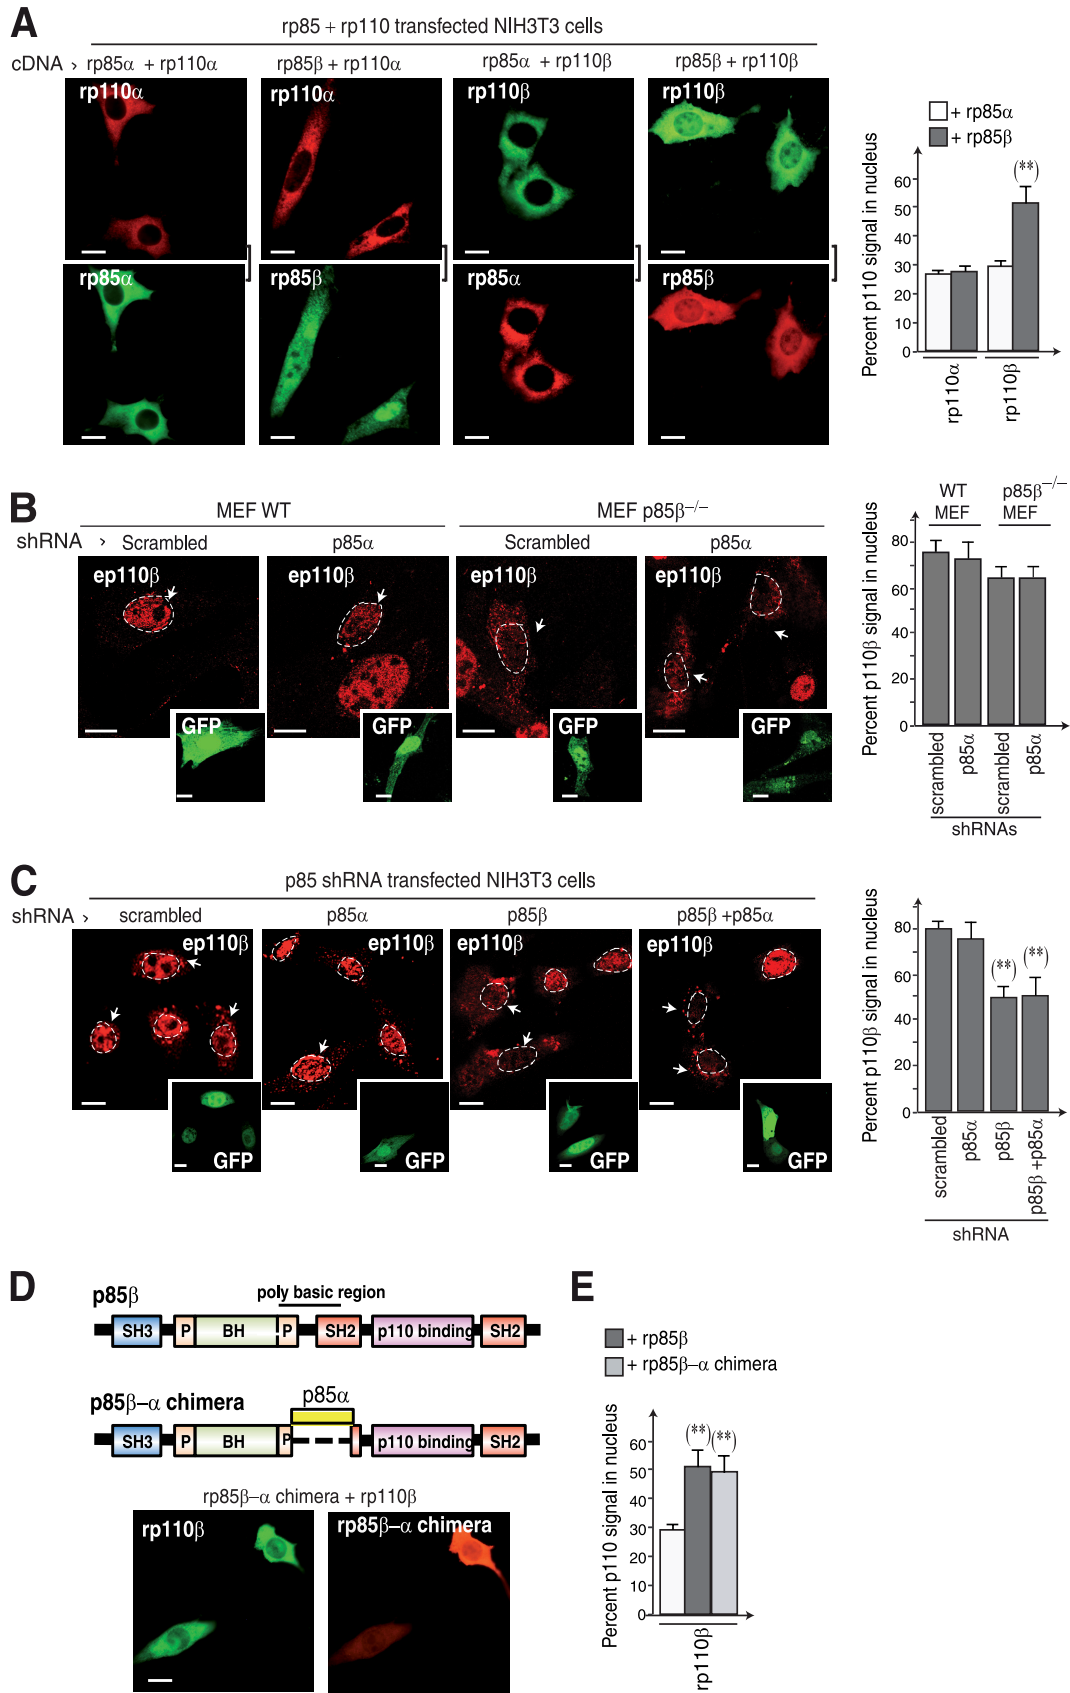 A
rp85 + rp110 transfected NIH3T3 cells
cDNA > rp85α + rp110α rp85β + rp110α rp85α + rp110β rp85β + rp110β
rp110α rp110α rp110β rp110β
rp85α rp85β rp85α rp85β
+ rp85α
+ rp85β
Percent p110 signal in nucleus
(**)
60
50
40
30
20
10
0
rp110α rp110β
B
MEF WT MEF p85β−/−
shRNA > Scrambled p85α Scrambled p85α
ep110β ep110β ep110β ep110β
GFP GFP GFP GFP
WT MEF
p85β−/− MEF
Percent p110β signal in nucleus
80
60
40
20
0
scrambled p85α scrambled p85α
shRNAs
C
p85 shRNA transfected NIH3T3 cells
shRNA > scrambled p85α p85β p85β +p85α
ep110β ep110β ep110β ep110β
GFP GFP GFP GFP
Percent p110β signal in nucleus
(**) (**)
80
60
40
20
0
scrambled p85α p85β p85β +p85α
shRNA
D
p85β
poly basic region
SH3 P BH P SH2 p110 binding SH2
p85β–α chimera
p85α
SH3 P BH P p110 binding SH2
rp85β–α chimera + rp110β
rp110β rp85β–α chimera
E
+ rp85β
+ rp85β–α chimera
Percent p110 signal in nucleus
(**) (**)
60
50
40
30
20
10
0
rp110β